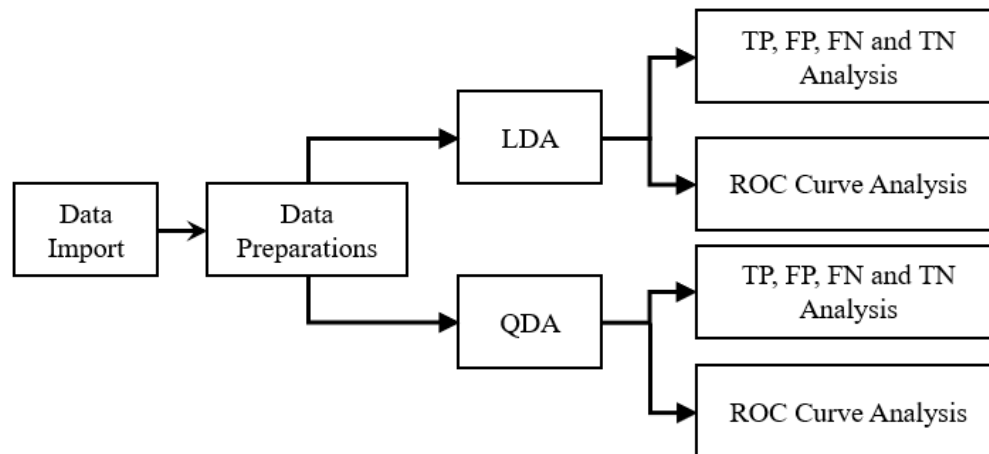 Data
Import
Data
Preparations
LDA
TP, FP, FN and TN
Analysis
ROC Curve Analysis
QDA
TP, FP, FN and TN
Analysis
ROC Curve Analysis